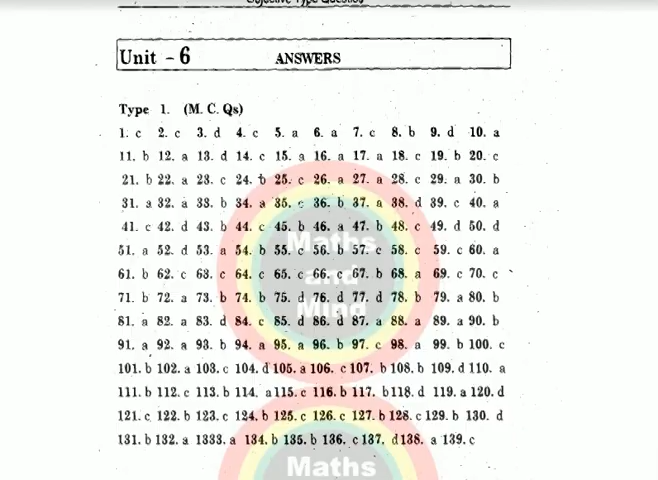 Objective Type Question
Unit - 6 ANSWERS
Type 1. (M. C. Qs)
1. c 2. c 3. d 4. c 5. a 6. a 7. c 8. b 9. d 10. a
11. b 12. a 13. d 14. c 15. a 16. a 17. a 18. c 19. b 20. c
21. b 22. a 23. c 24. b 25. c 26. a 27. a 28. c 29. a 30. b
31. a 32. a 33. b 34. a 35. c 36. b 37. a 38. d 39. c 40. a
41. c 42. d 43. b 44. c 45. b 46. a 47. b 48. c 49. d 50. d
51. a 52. d 53. a 54. b 55. c 56. b 57. c 58. c 59. c 60. a
61. b 62. c 63. c 64. c 65. c 66. c 67. b 68. a 69. c 70. c
71. b 72. a 73. b 74. b 75. d 76. d 77. d 78. b 79. a 80. b
81. a 82. a 83. d 84. c 85. d 86. d 87. a 88. a 89. a 90. b
91. a 92. a 93. b 94. a 95. a 96. b 97. c 98. a 99. b 100. c
101. b 102. a 103. c 104. d 105. a 106. c 107. b 108. b 109. d 110. a
111. b 112. c 113. b 114. a 115. c 116. b 117. b 118. d 119. a 120. d
121. c 122. b 123. c 124. b 125. c 126. c 127. b 128. c 129. b 130. d
131. b 132. a 1333. a 134. b 135. b 136. c 137. d 138. a 139. c
Maths
and
Mind
Maths